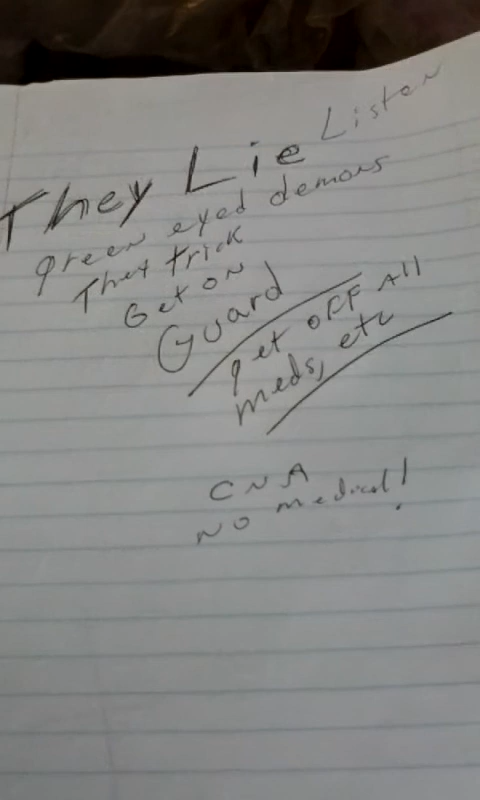 Listen
They Lie
green eyed demons
That trick
Get on
Guard
get OFF All
meds, etc
CNA
NO medical!